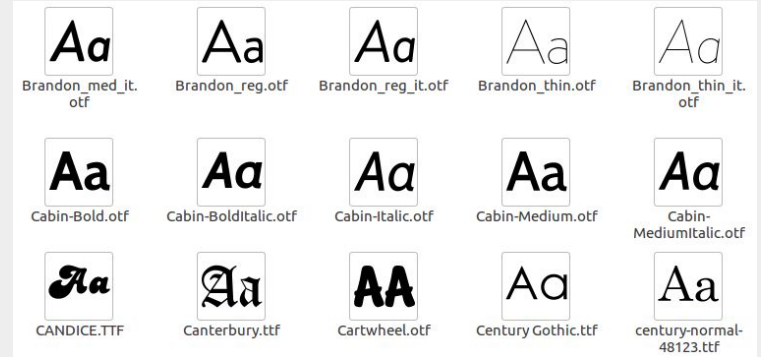 Aa Aa Aa Aa Aa
Brandon_med_it. Brandon_reg.otf Brandon_reg_it.otf Brandon_thin.otf Brandon_thin_it.
otf otf
Aa Aa Aa Aa Aa
Cabin-Bold.otf Cabin-BoldItalic.otf Cabin-Italic.otf Cabin-Medium.otf Cabin-
MediumItalic.otf
Aa Aa AA Aa Aa
CANDICE.TTF Canterbury.ttf Cartwheel.otf Century Gothic.ttf century-normal-
48123.ttf